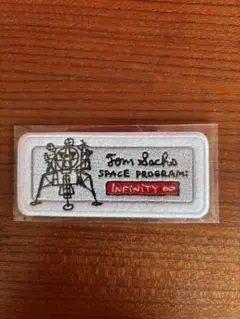 Tom Sachs
SPACE PROGRAM:
INFINITY ∞